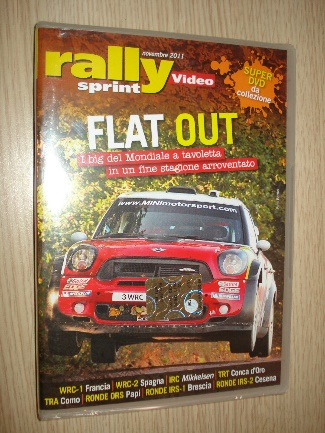 novembre 2011
rally
sprint Video
SUPER
DVD
da
collezione
FLAT OUT
I big del Mondiale a tavoletta
in un fine stagione arroventato
www.MINImotorsport.com
3 WRC
EDGE
EDGE
WRC-1 Francia | WRC-2 Spagna | IRC Mikkelsen | TRT Conca d'Oro
TRA Como | RONDE ORS Papi | RONDE IRS-1 Brescia | RONDE IRS-2 Cesena